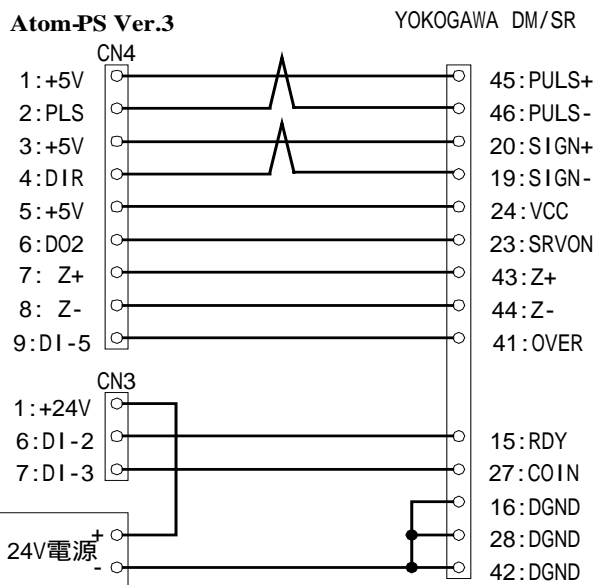 Atom-PS Ver.3
YOKOGAWA DM/SR
CN4
1:+5V
45:PULS+
2:PLS
46:PULS-
3:+5V
20:SIGN+
4:DIR
19:SIGN-
5:+5V
24:VCC
6:DO2
23:SRVON
7: Z+
43:Z+
8: Z-
44:Z-
9:DI-5
41:OVER
CN3
1:+24V
6:DI-2
15:RDY
7:DI-3
27:COIN
16:DGND
+
28:DGND
24V電源
-
42:DGND